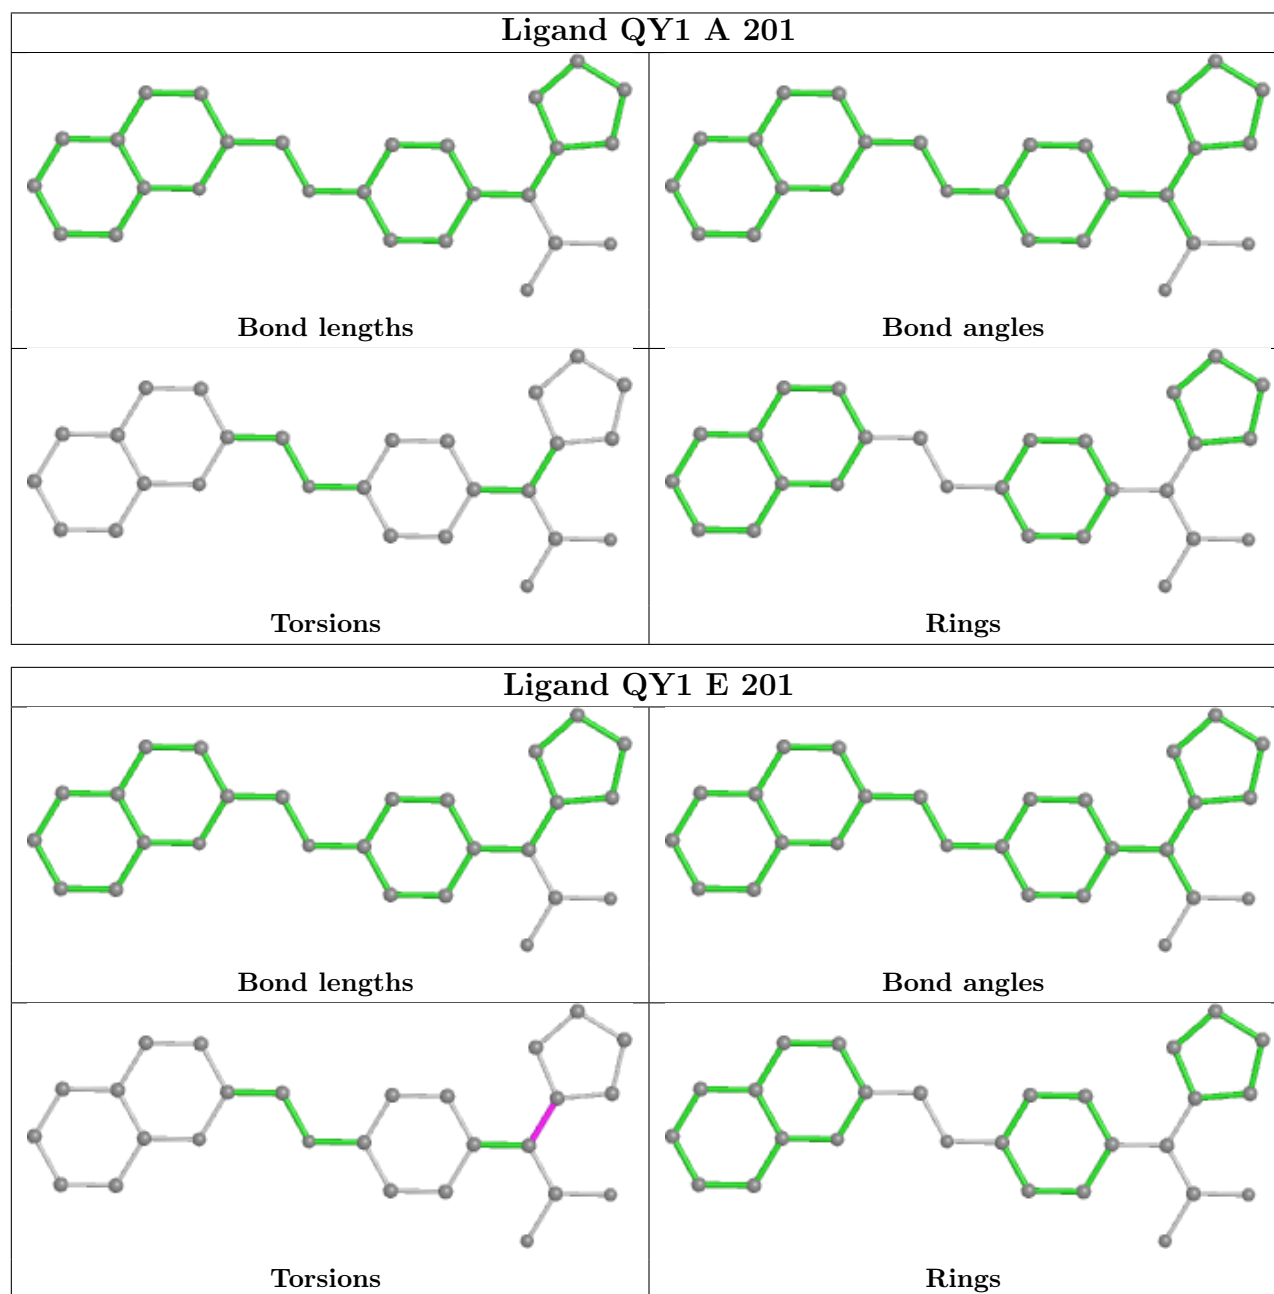 Ligand QY1 A 201
Bond lengths
Bond angles
Torsions
Rings
Ligand QY1 E 201
Bond lengths
Bond angles
Torsions
Rings